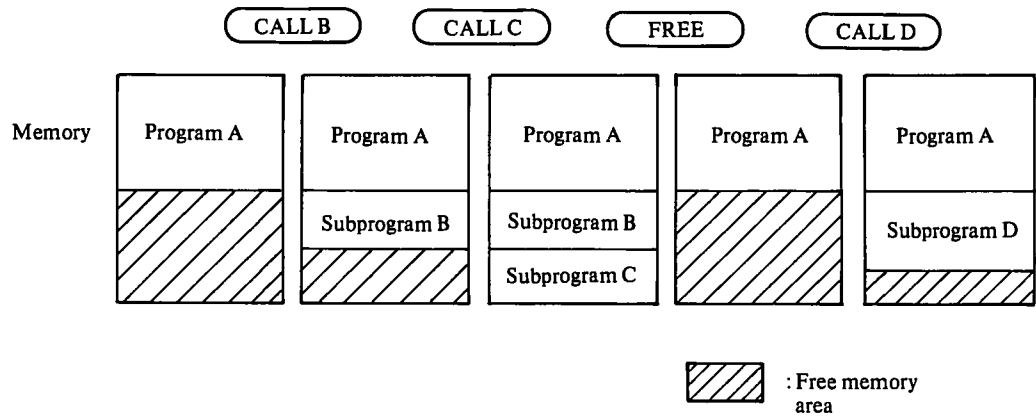 CALL B
CALL C
FREE
CALL D
Memory
Program A
Program A
Program A
Program A
Program A
Subprogram B
Subprogram B
Subprogram D
Subprogram C
: Free memory
area